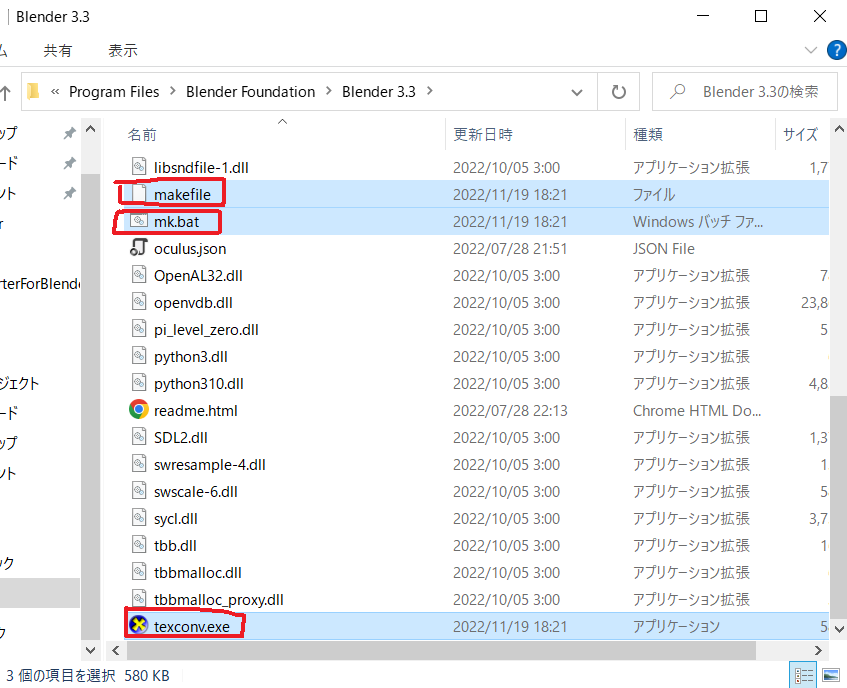 Blender 3.3
ム 共有 表示
« Program Files > Blender Foundation > Blender 3.3 > Blender 3.3の検索
名前 更新日時 種類 サイズ
libsndfile-1.dll 2022/10/05 3:00 アプリケーション拡張 1,7
makefile 2022/11/19 18:21 ファイル
mk.bat 2022/11/19 18:21 Windows バッチ ファ...
oculus.json 2022/07/28 21:51 JSON File
OpenAL32.dll 2022/10/05 3:00 アプリケーション拡張 7
openvdb.dll 2022/10/05 3:00 アプリケーション拡張 23,8
pi_level_zero.dll 2022/10/05 3:00 アプリケーション拡張 5
python3.dll 2022/10/05 3:00 アプリケーション拡張
python310.dll 2022/10/05 3:00 アプリケーション拡張 4,8
readme.html 2022/07/28 22:13 Chrome HTML Do...
SDL2.dll 2022/10/05 3:00 アプリケーション拡張 1,3
swresample-4.dll 2022/10/05 3:00 アプリケーション拡張 1
swscale-6.dll 2022/10/05 3:00 アプリケーション拡張 5
sycl.dll 2022/10/05 3:00 アプリケーション拡張 3,7
tbb.dll 2022/10/05 3:00 アプリケーション拡張 1
tbbmalloc.dll 2022/10/05 3:00 アプリケーション拡張
tbbmalloc_proxy.dll 2022/10/05 3:00 アプリケーション拡張
texconv.exe 2022/11/19 18:21 アプリケーション 5
ップ
ード
ント
r
rterForBlende
ジェクト
ード
ップ
ント
ック
ク
3 個の項目を選択 580 KB